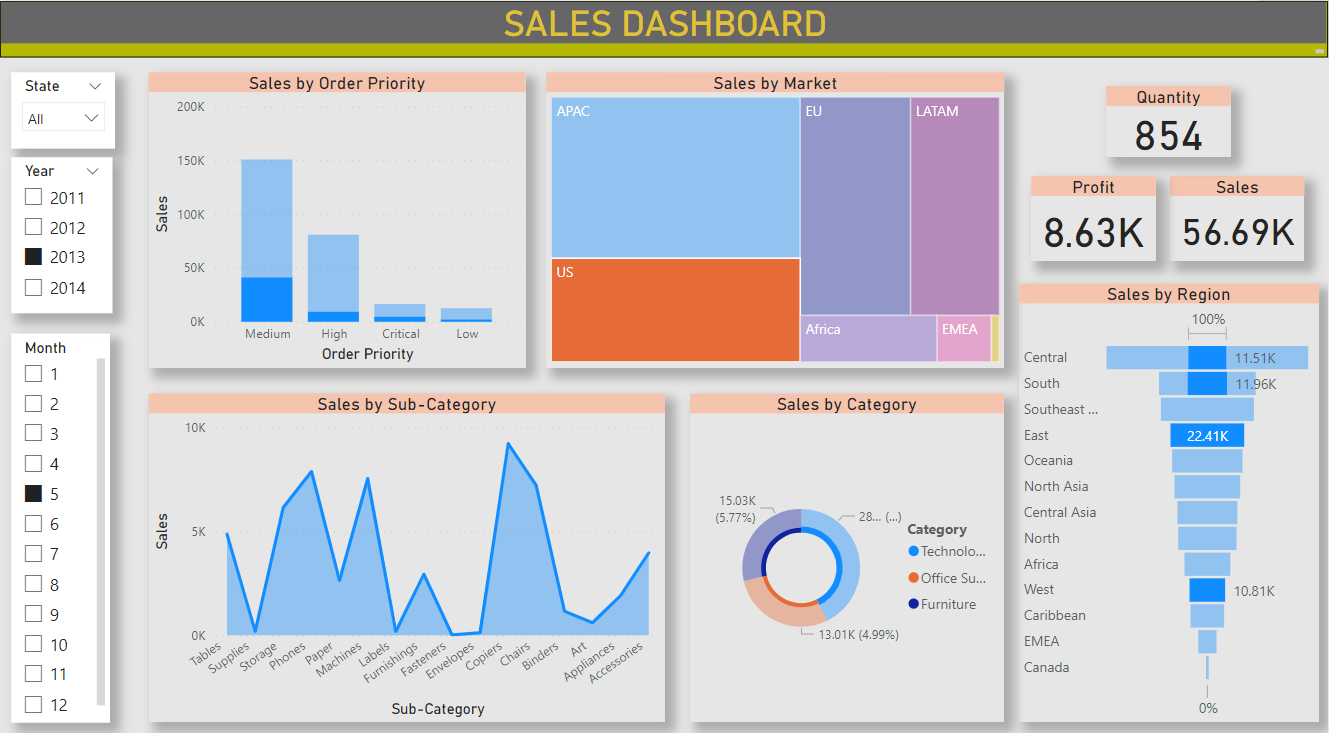 SALES DASHBOARD
State
All
Year
2011
2012
2013
2014
Month
1
2
3
4
5
6
7
8
9
10
11
12
Sales by Order Priority
200K
150K
100K
50K
0K
Sales
Medium
High
Critical
Low
Order Priority
Sales by Market
APAC
EU
LATAM
US
Africa
EMEA
Quantity
854
Profit
8.63K
Sales
56.69K
Sales by Sub-Category
10K
5K
0K
Sales
Tables
Supplies
Storage
Phones
Paper
Machines
Labels
Furnishings
Fasteners
Envelopes
Copiers
Chairs
Binders
Art
Appliances
Accessories
Sub-Category
Sales by Category
15.03K
(5.77%)
28... (...)
13.01K (4.99%)
Category
Technolo...
Office Su...
Furniture
Sales by Region
100%
Central
11.51K
South
11.96K
Southeast ...
East
22.41K
Oceania
North Asia
Central Asia
North
Africa
West
10.81K
Caribbean
EMEA
Canada
0%